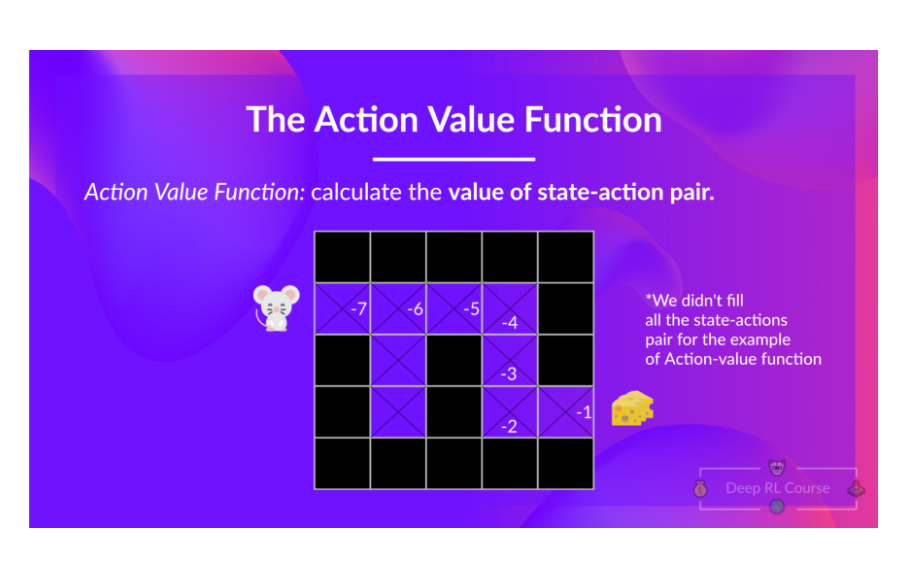 The Action Value Function
Action Value Function: calculate the value of state-action pair.
-7 -6 -5
-4
-3
-1
-2
*We didn't fill
all the state-actions
pair for the example
of Action-value function
Deep RL Course